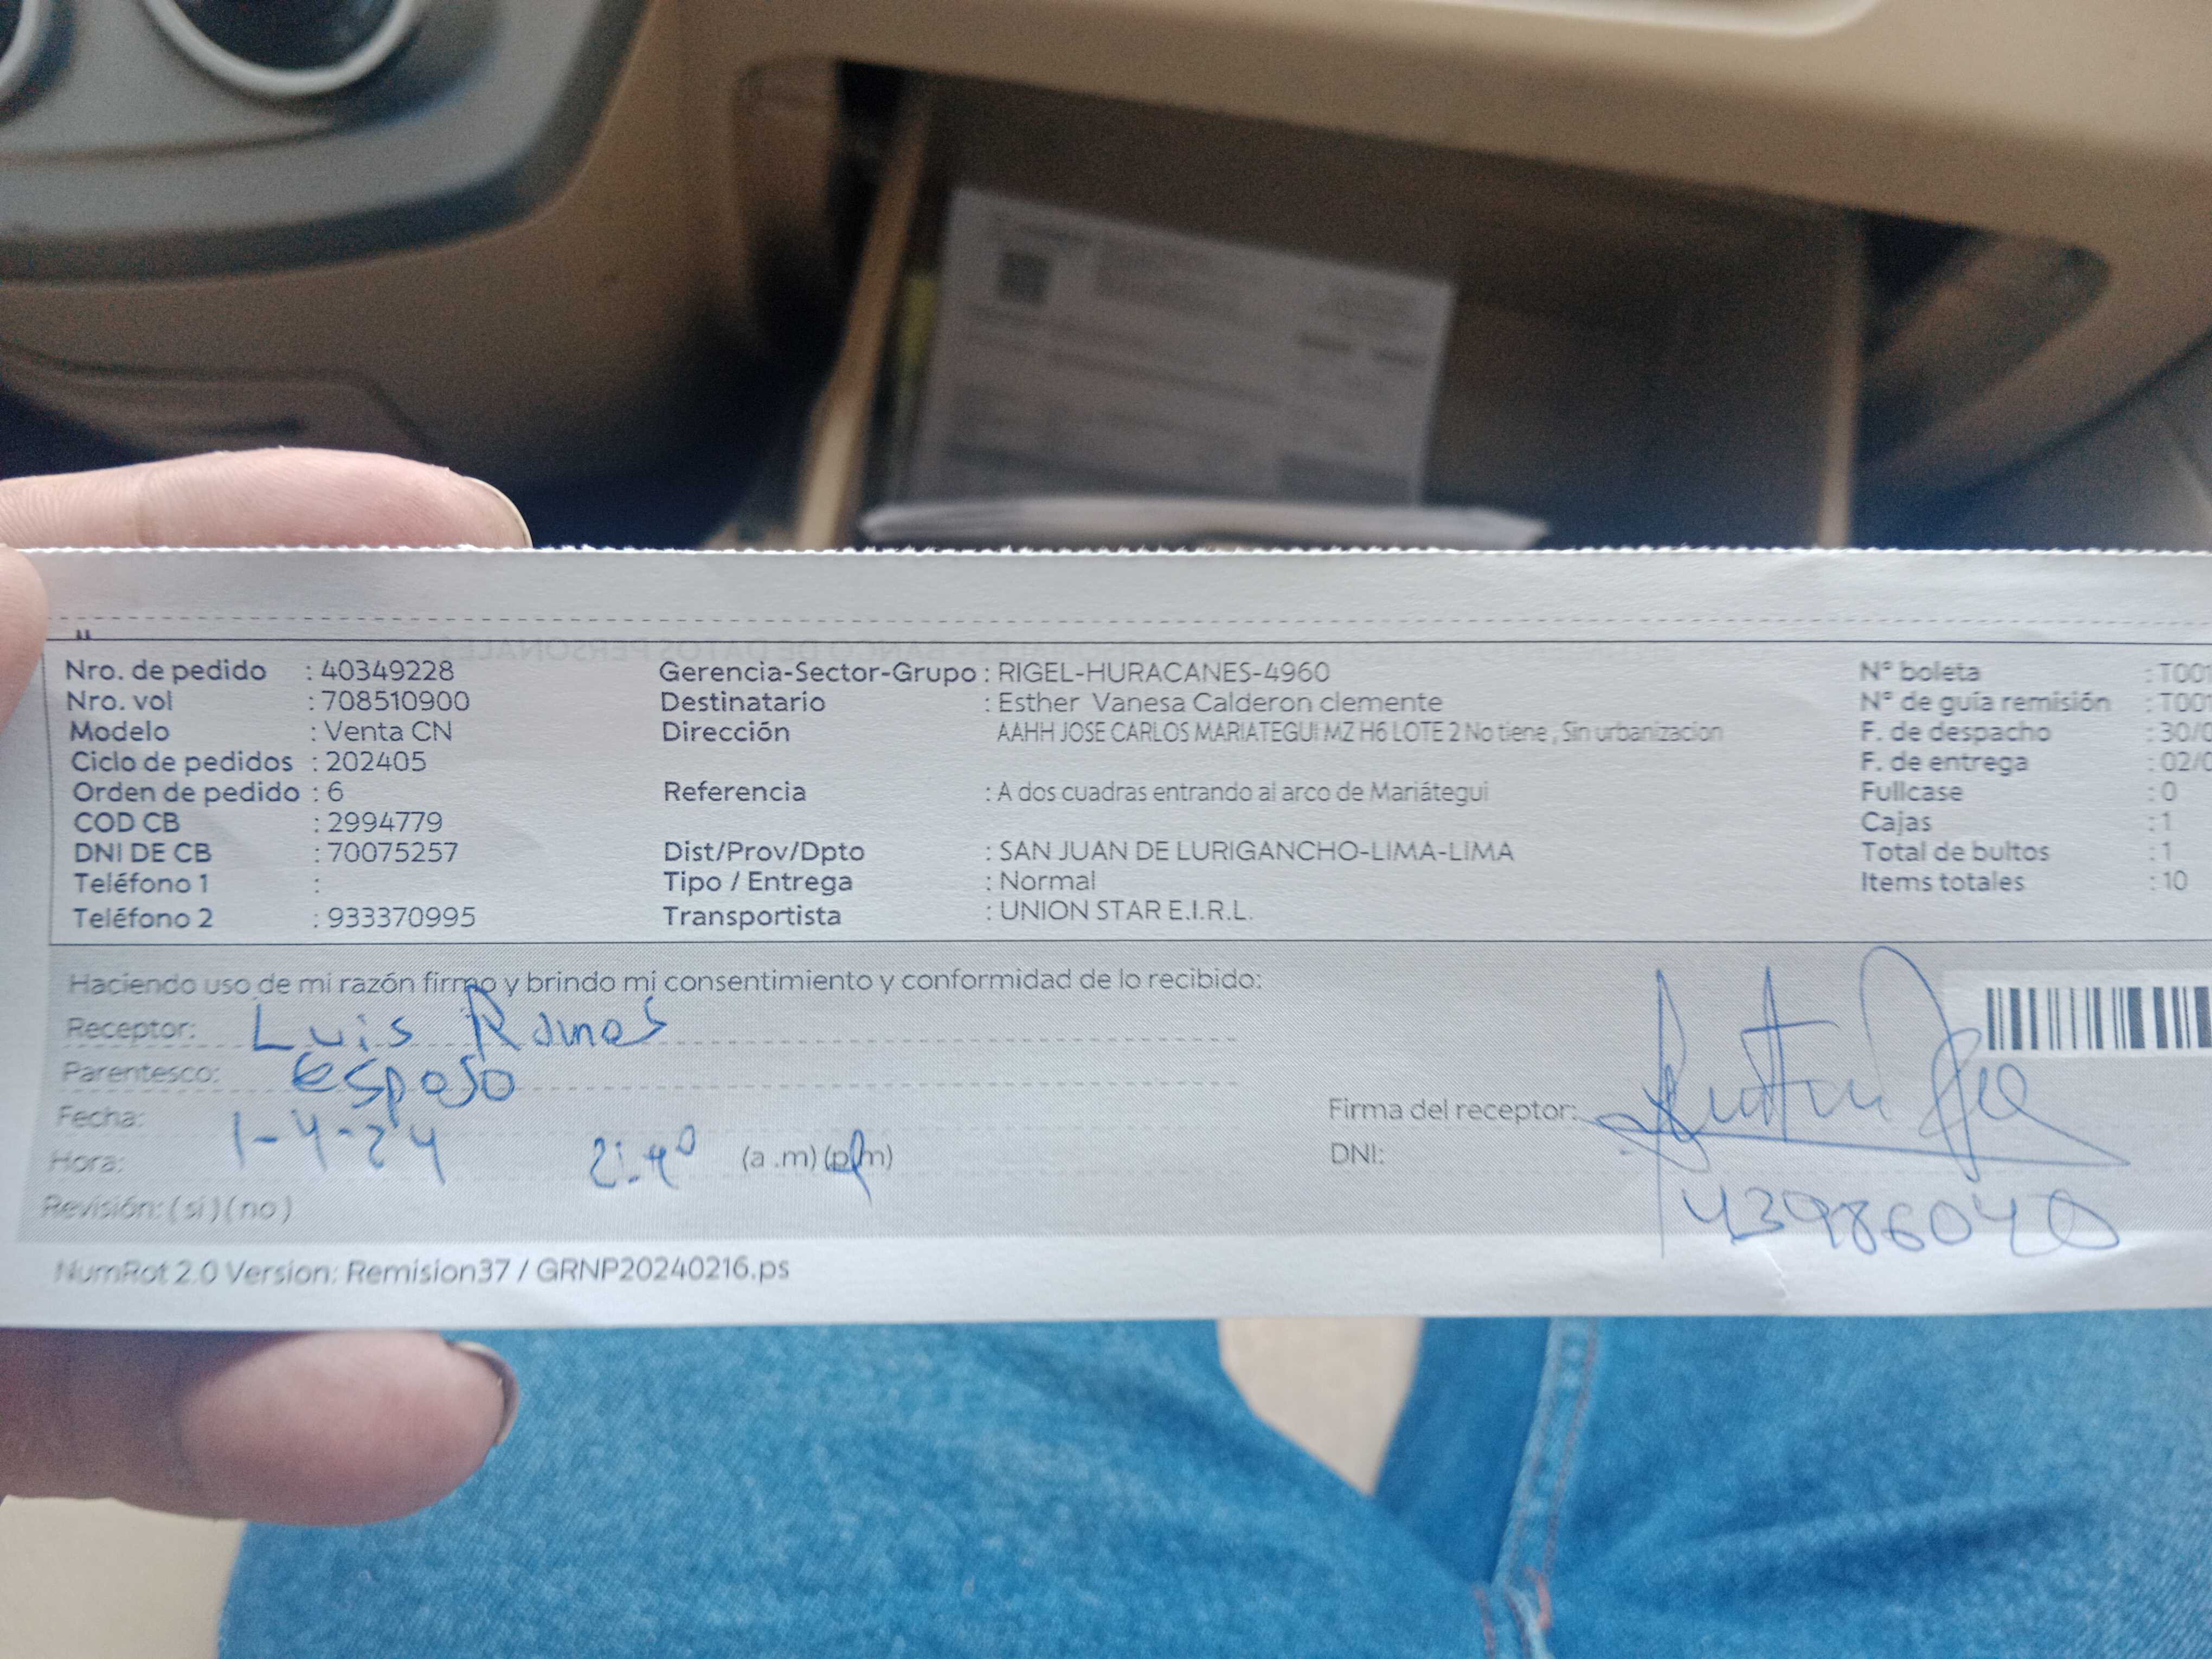 Nro. de pedido : 40349228 Gerencia-Sector-Grupo : RIGEL-HURACANES-4960 N° boleta : T001
Nro. vol : 708510900 Destinatario : Esther Vanesa Calderon clemente N° de guía remisión : T001
Modelo : Venta CN Dirección AAHH JOSE CARLOS MARIATEGUI MZ H6 LOTE 2 No tiene , Sin urbanizacion F. de despacho : 30/0
Ciclo de pedidos : 202405 F. de entrega : 02/0
Orden de pedido : 6 Referencia : A dos cuadras entrando al arco de Mariátegui Fullcase : 0
COD CB : 2994779 Cajas : 1
DNI DE CB : 70075257 Dist/Prov/Dpto : SAN JUAN DE LURIGANCHO-LIMA-LIMA Total de bultos : 1
Teléfono 1 : Tipo / Entrega : Normal Items totales : 10
Teléfono 2 : 933370995 Transportista : UNION STAR E.I.R.L.
Haciendo uso de mi razón firmo y brindo mi consentimiento y conformidad de lo recibido:
Receptor: Luis Ramos
Parentesco: esposo
Fecha: 1-4-24 Firma del receptor:
Hora: (a .m) (p.m) DNI: 43986040
Revisión: ( si ) ( no )
NumRot 2.0 Version: Remision37 / GRNP20240216.ps